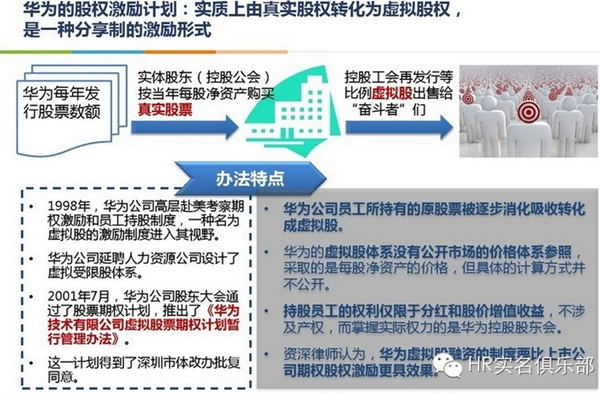 华为的股权激励计划：实质上由真实股权转化为虚拟股权，
是一种分享制的激励形式
华为每年发
行股票数额
实体股东（控股公会）
按当年每股净资产购买
真实股票
控股工会再发行等
比例虚拟股出售给
“奋斗者”们
办法特点
1998年，华为公司高层赴美考察期
权激励和员工持股制度，一种名为
虚拟股的激励制度进入其视野。
华为公司延聘人力资源公司设计了
虚拟受限股体系。
2001年7月，华为公司股东大会通
过了股票期权计划，推出了《华为
技术有限公司虚拟股票期权计划暂
行管理办法》。
这一计划得到了深圳市体改办批复
同意。
华为公司员工所持有的原股票被逐步消化吸收转化
成虚拟股。
华为的虚拟股体系没有公开市场的价格体系参照，
采取的是每股净资产的价格，但具体的计算方式并
不公开。
持股员工的权利仅限于分红和股价增值收益，不涉
及产权，而掌握实际权力的是华为控股股东会。
资深律师认为，华为虚拟股融资的制度要比上市公
司期权股权激励更具效果。
HR实名俱乐部